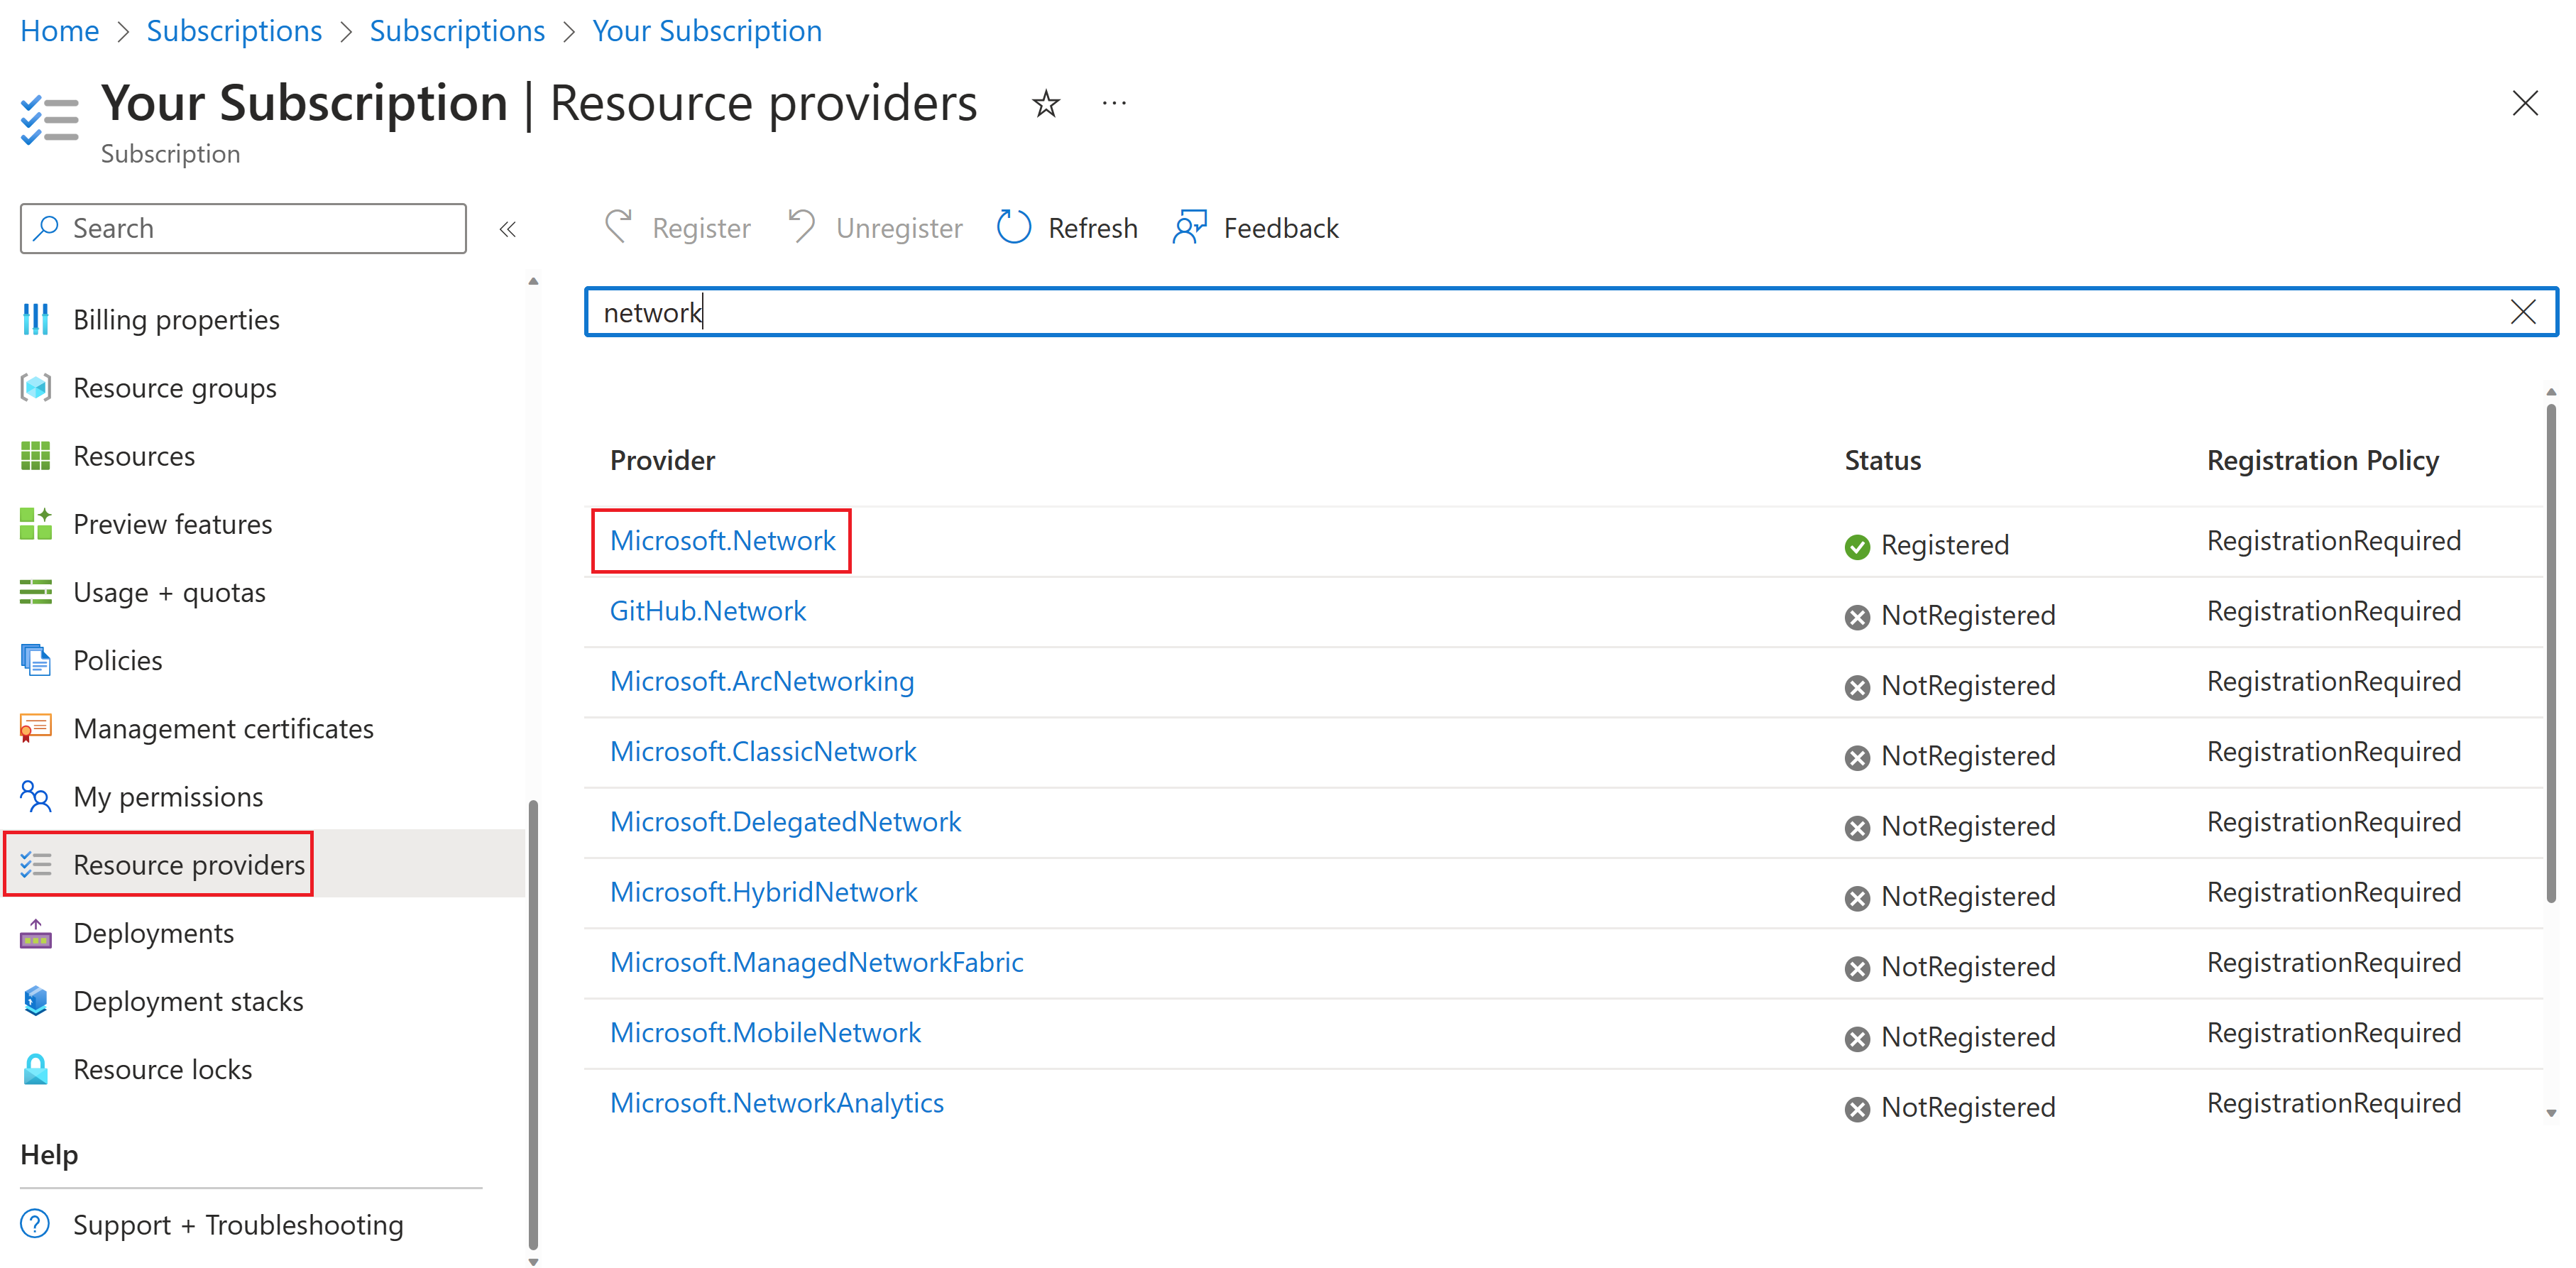 Home > Subscriptions > Subscriptions > Your Subscription
Your Subscription | Resource providers
Subscription
Search
Register
Unregister
Refresh
Feedback
network
Billing properties
Resource groups
Resources
Preview features
Usage + quotas
Policies
Management certificates
My permissions
Resource providers
Deployments
Deployment stacks
Resource locks
Help
Support + Troubleshooting
Provider Status Registration Policy
Microsoft.Network Registered RegistrationRequired
GitHub.Network NotRegistered RegistrationRequired
Microsoft.ArcNetworking NotRegistered RegistrationRequired
Microsoft.ClassicNetwork NotRegistered RegistrationRequired
Microsoft.DelegatedNetwork NotRegistered RegistrationRequired
Microsoft.HybridNetwork NotRegistered RegistrationRequired
Microsoft.ManagedNetworkFabric NotRegistered RegistrationRequired
Microsoft.MobileNetwork NotRegistered RegistrationRequired
Microsoft.NetworkAnalytics NotRegistered RegistrationRequired